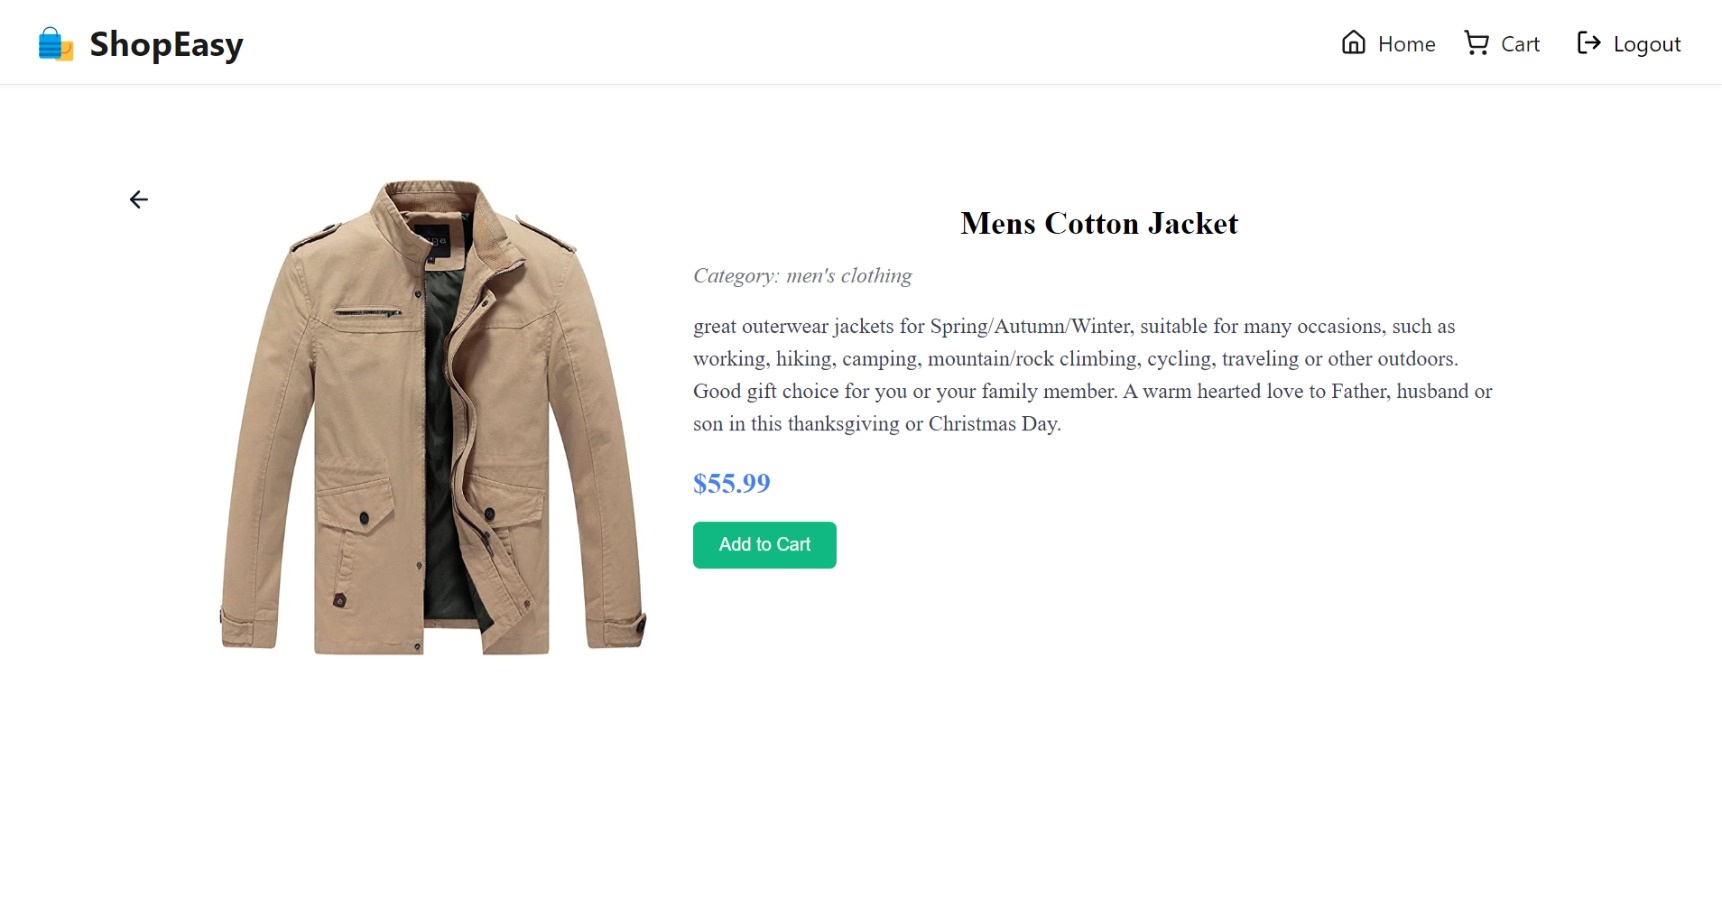 ShopEasy
Home
Cart
Logout
Mens Cotton Jacket
Category: men's clothing
great outerwear jackets for Spring/Autumn/Winter, suitable for many occasions, such as
working, hiking, camping, mountain/rock climbing, cycling, traveling or other outdoors.
Good gift choice for you or your family member. A warm hearted love to Father, husband or
son in this thanksgiving or Christmas Day.
$55.99
Add to Cart